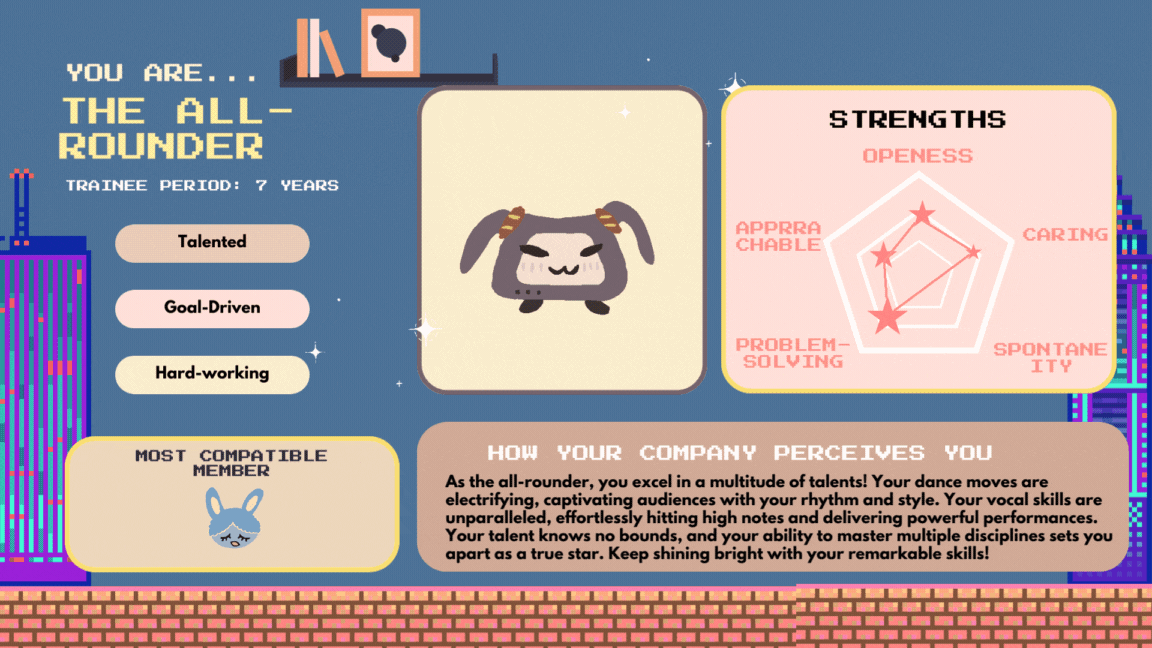 YOU ARE...
THE ALL-
ROUNDER
TRAINEE PERIOD: 7 YEARS
Talented
Goal-Driven
Hard-working
STRENGTHS
OPENESS
APPRRA
CHABLE
CARING
PROBLEM-
SOLVING
SPONTANE
ITY
MOST COMPATIBLE
MEMBER
HOW YOUR COMPANY PERCEIVES YOU
As the all-rounder, you excel in a multitude of talents! Your dance moves are
electrifying, captivating audiences with your rhythm and style. Your vocal skills are
unparalleled, effortlessly hitting high notes and delivering powerful performances.
Your talent knows no bounds, and your ability to master multiple disciplines sets you
apart as a true star. Keep shining bright with your remarkable skills!